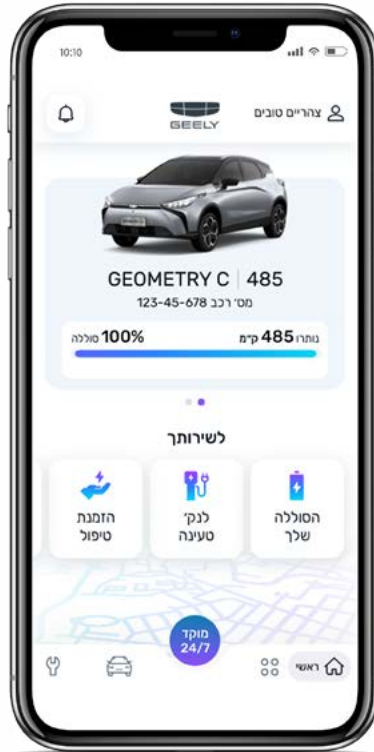 10:10
צהריים טובים
GEELY
GEOMETRY C | 485
מס׳ רכב 123-45-678
נותרו 485 ק״מ
100% סוללה
לשירותך
הסוללה
שלך
לנק׳
טעינה
הזמנת
טיפול
מוקד
24/7
ראשי